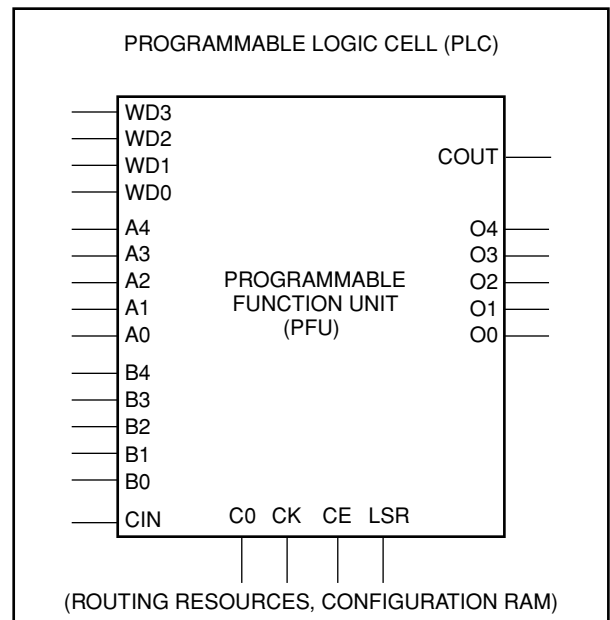 PROGRAMMABLE LOGIC CELL (PLC)
WD3
WD2
WD1
WD0
A4
A3
A2
A1
A0
B4
B3
B2
B1
B0
CIN
PROGRAMMABLE
FUNCTION UNIT
(PFU)
COUT
O4
O3
O2
O1
O0
C0 CK CE LSR
(ROUTING RESOURCES, CONFIGURATION RAM)